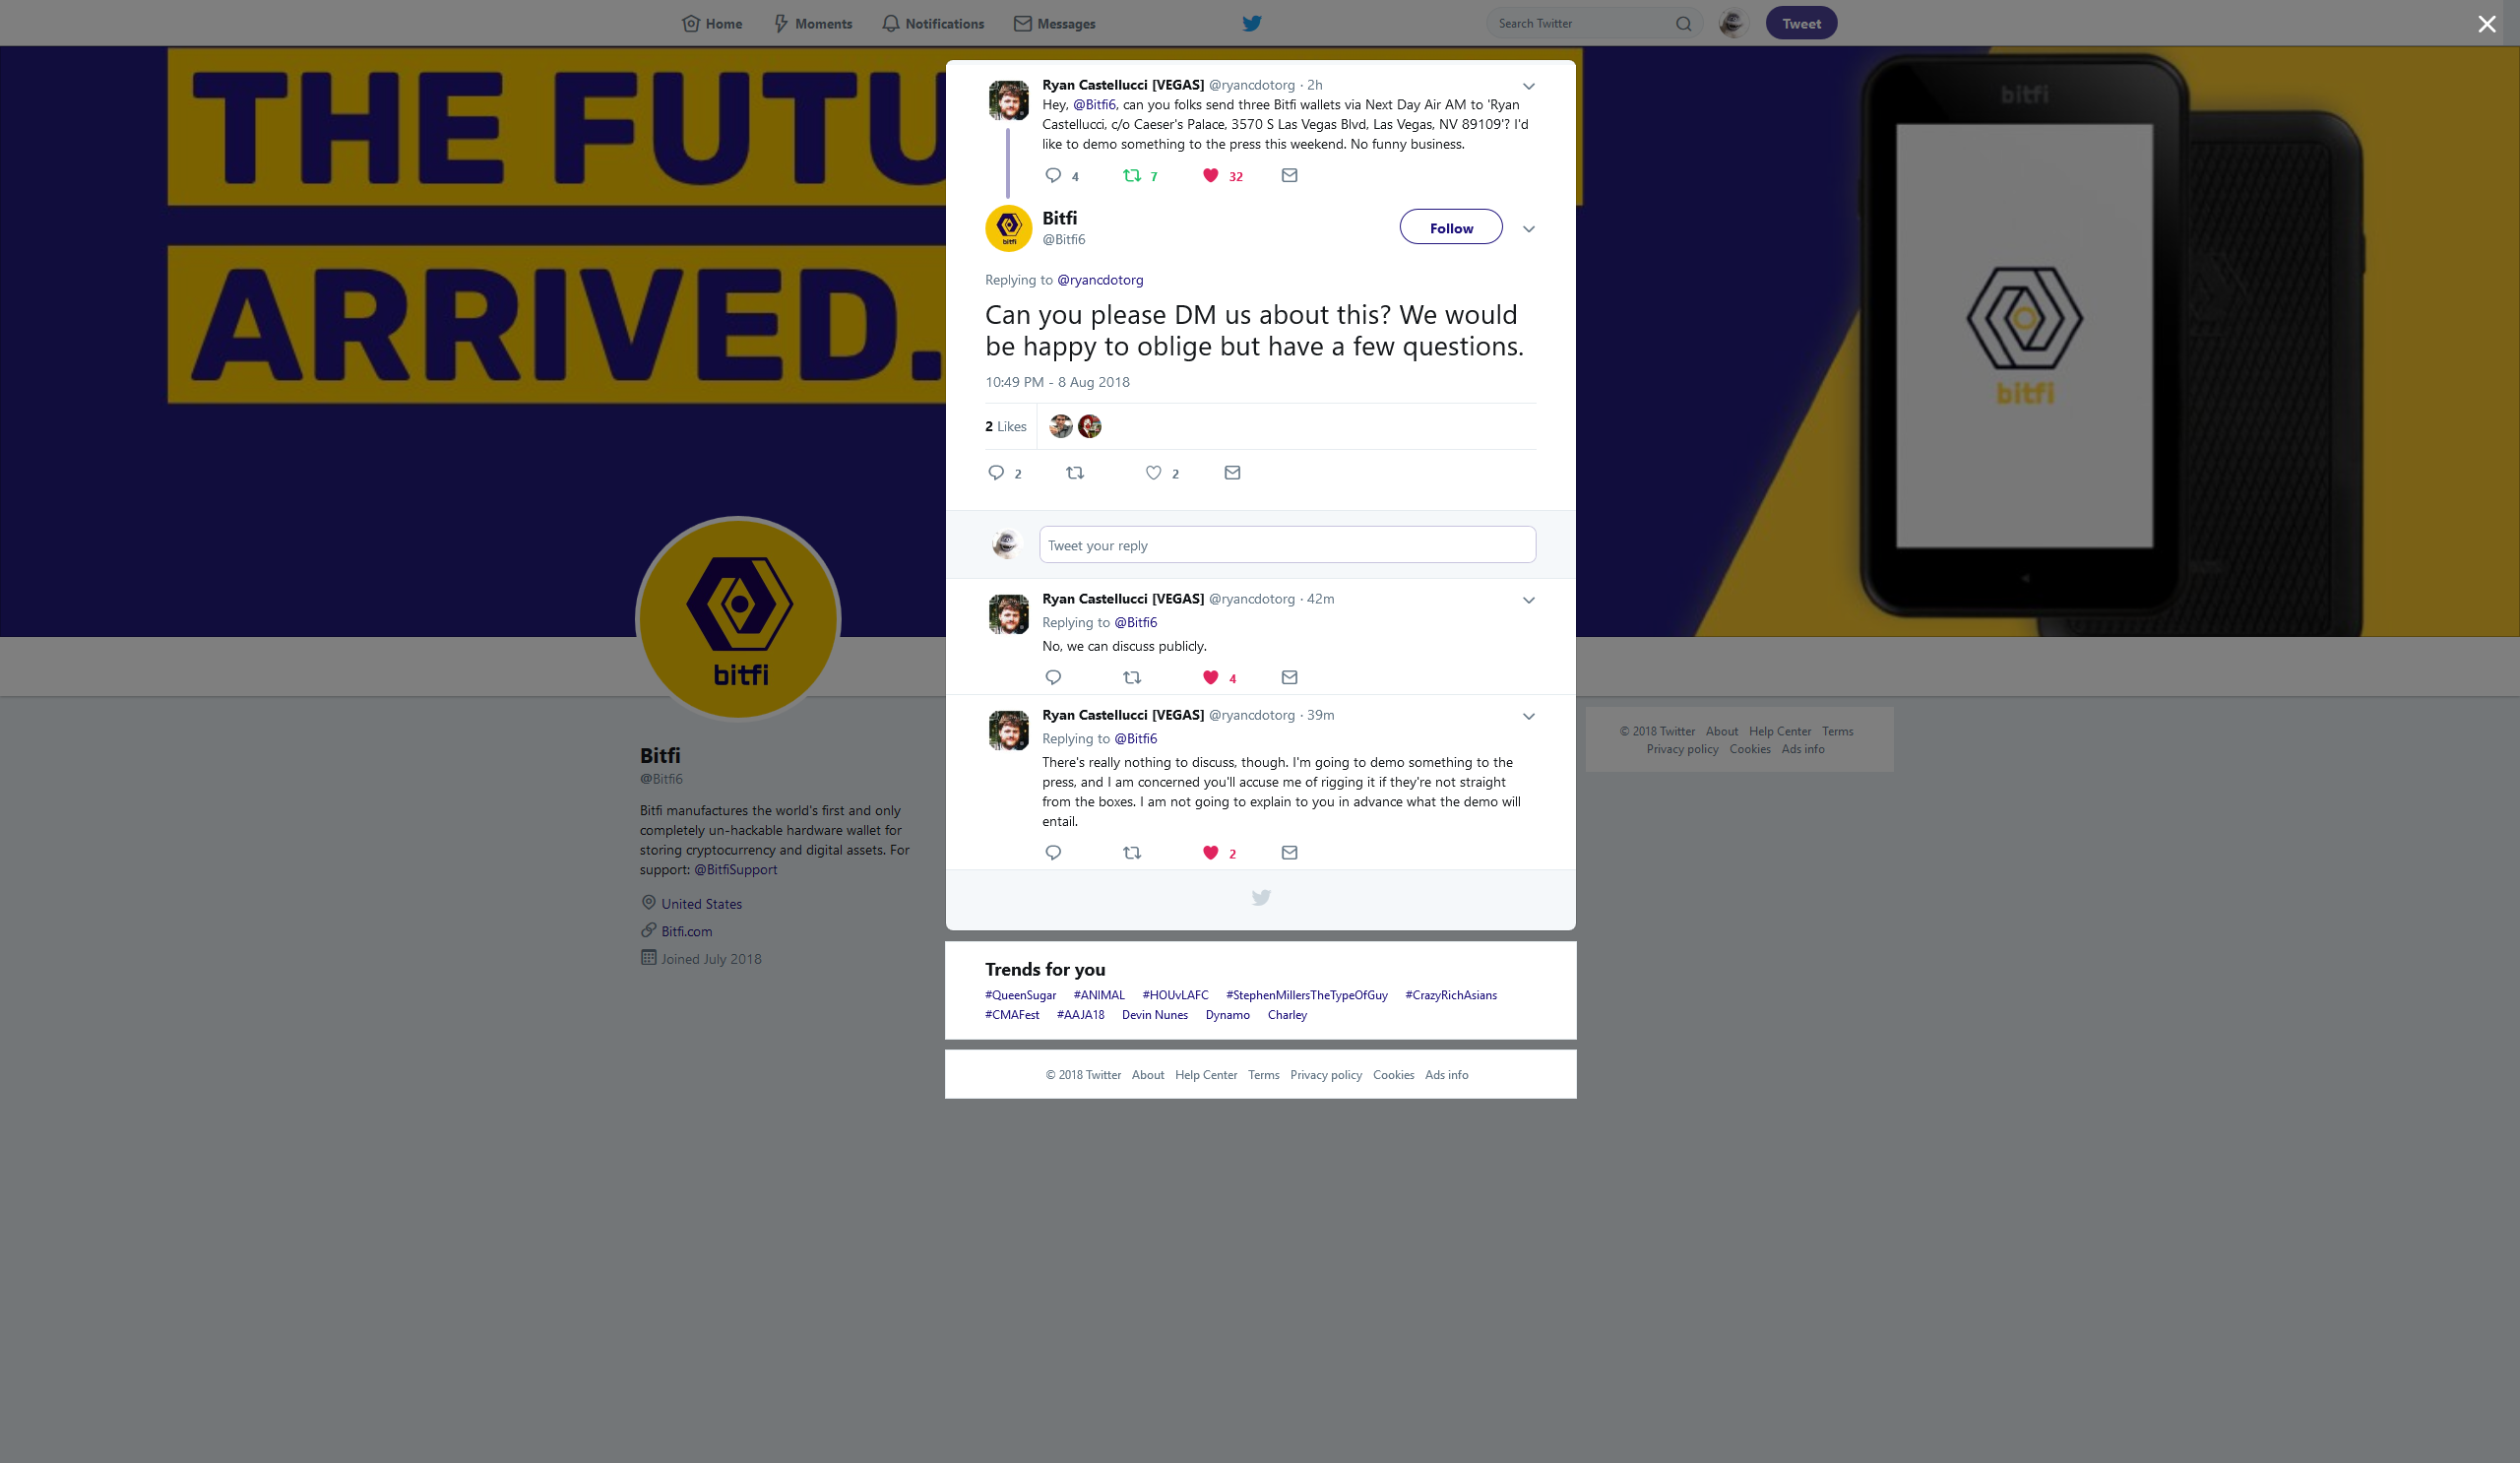 Home Moments Notifications Messages Search Twitter Tweet
THE FUTU
ARRIVED.
bitfi
bitfi
Ryan Castellucci [VEGAS] @ryancdotorg · 2h
Hey, @Bitfi6, can you folks send three Bitfi wallets via Next Day Air AM to 'Ryan
Castellucci, c/o Caeser's Palace, 3570 S Las Vegas Blvd, Las Vegas, NV 89109'? I'd
like to demo something to the press this weekend. No funny business.
4 7 32
bitfi
Bitfi
@Bitfi6
Follow
Replying to @ryancdotorg
Can you please DM us about this? We would
be happy to oblige but have a few questions.
10:49 PM - 8 Aug 2018
2 Likes
2 2
Tweet your reply
Ryan Castellucci [VEGAS] @ryancdotorg · 42m
Replying to @Bitfi6
No, we can discuss publicly.
4
Ryan Castellucci [VEGAS] @ryancdotorg · 39m
Replying to @Bitfi6
There's really nothing to discuss, though. I'm going to demo something to the
press, and I am concerned you'll accuse me of rigging it if they're not straight
from the boxes. I am not going to explain to you in advance what the demo will
entail.
2
bitfi
Bitfi
@Bitfi6
Bitfi manufactures the world's first and only
completely un-hackable hardware wallet for
storing cryptocurrency and digital assets. For
support: @BitfiSupport
United States
Bitfi.com
Joined July 2018
© 2018 Twitter About Help Center Terms
Privacy policy Cookies Ads info
Trends for you
#QueenSugar #ANIMAL #HOUvLAFC #StephenMillersTheTypeOfGuy #CrazyRichAsians
#CMAFest #AAJA18 Devin Nunes Dynamo Charley
© 2018 Twitter About Help Center Terms Privacy policy Cookies Ads info